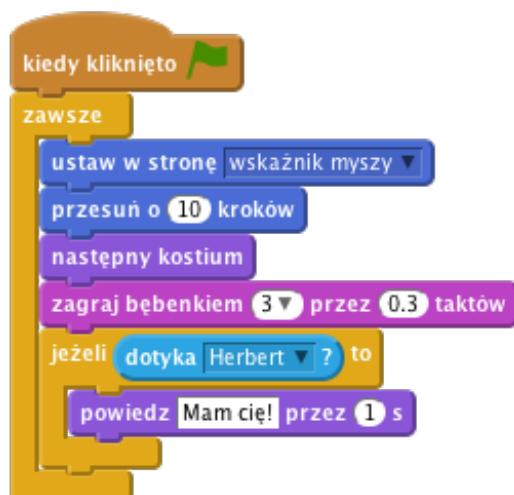 kiedy kliknięto
zawsze
ustaw w stronę wskaźnik myszy
przesuń o 10 kroków
następny kostium
zagraj bębenkiem 3 przez 0.3 taktów
jeżeli dotyka Herbert ? to
powiedz Mam cię! przez 1 s